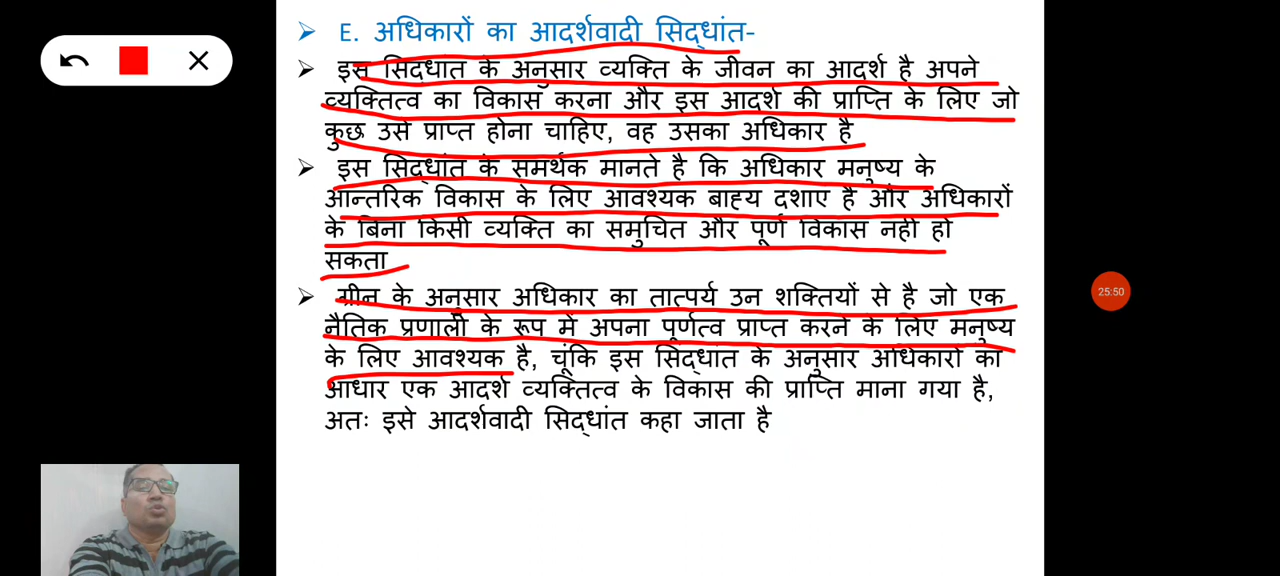 ➢ E. अधिकारों का आदर्शवादी सिद्धांत-
➢ इस सिद्धांत के अनुसार व्यक्ति के जीवन का आदर्श है अपने
व्यक्तित्व का विकास करना और इस आदर्श की प्राप्ति के लिए जो
कुछ उसे प्राप्त होना चाहिए, वह उसका अधिकार है
➢ इस सिद्धांत के समर्थक मानते है कि अधिकार मनुष्य के
आन्तरिक विकास के लिए आवश्यक बाह्य दशाए है और अधिकारों
के बिना किसी व्यक्ति का समुचित और पूर्ण विकास नही हो
सकता
➢ ग्रीन के अनुसार अधिकार का तात्पर्य उन शक्तियों से है जो एक
नैतिक प्रणाली के रूप में अपना पूर्णत्व प्राप्त करने के लिए मनुष्य
के लिए आवश्यक है, चूंकि इस सिद्धांत के अनुसार अधिकारों का
आधार एक आदर्श व्यक्तित्व के विकास की प्राप्ति माना गया है,
अतः इसे आदर्शवादी सिद्धांत कहा जाता है
25:50